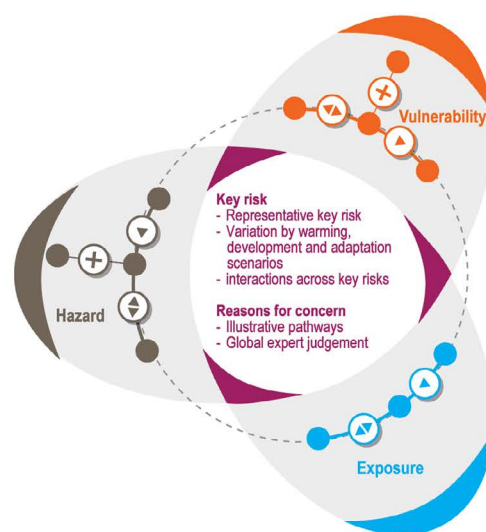 Vulnerability
Key risk
- Representative key risk
- Variation by warming,
development and adaptation
scenarios
- interactions across key risks
Hazard
Reasons for concern
- Illustrative pathways
- Global expert judgement
Exposure